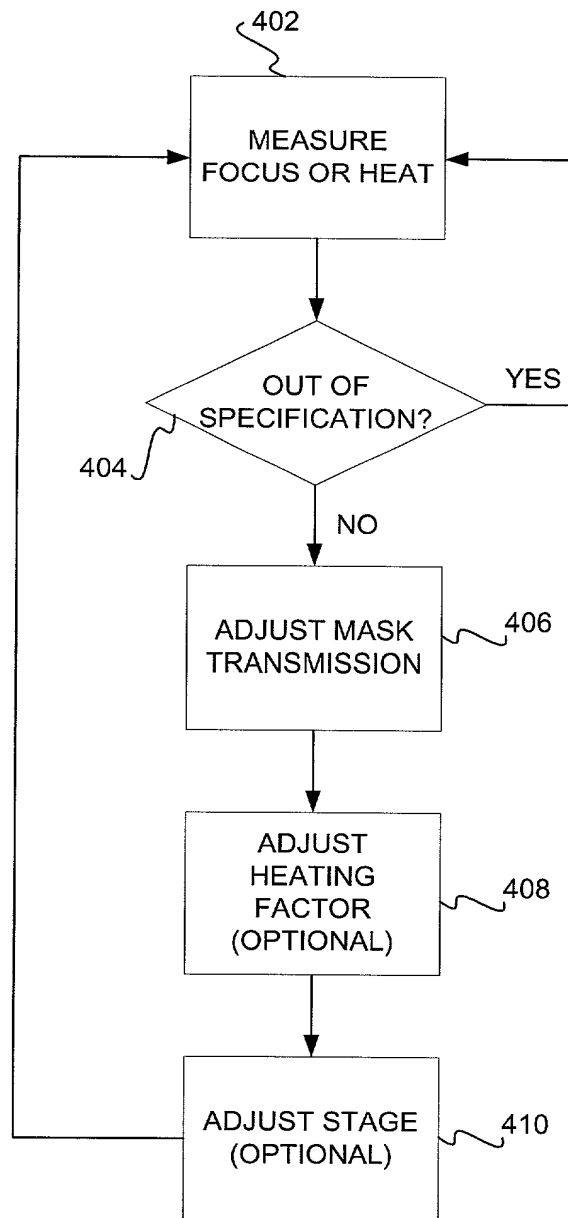 402
MEASURE
FOCUS OR HEAT
OUT OF
SPECIFICATION?
YES
404
NO
ADJUST MASK
TRANSMISSION
406
ADJUST
HEATING
FACTOR
(OPTIONAL)
408
ADJUST STAGE
(OPTIONAL)
410